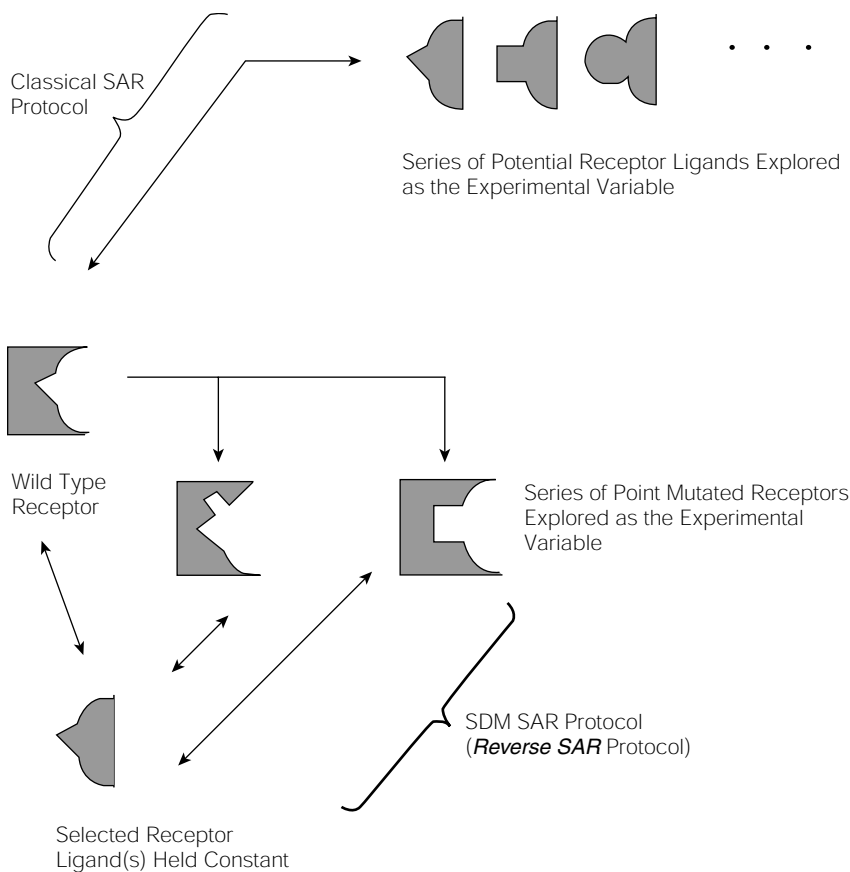 Classical SAR
Protocol
Series of Potential Receptor Ligands Explored
as the Experimental Variable
Wild Type
Receptor
Series of Point Mutated Receptors
Explored as the Experimental
Variable
SDM SAR Protocol
(Reverse SAR Protocol)
Selected Receptor
Ligand(s) Held Constant